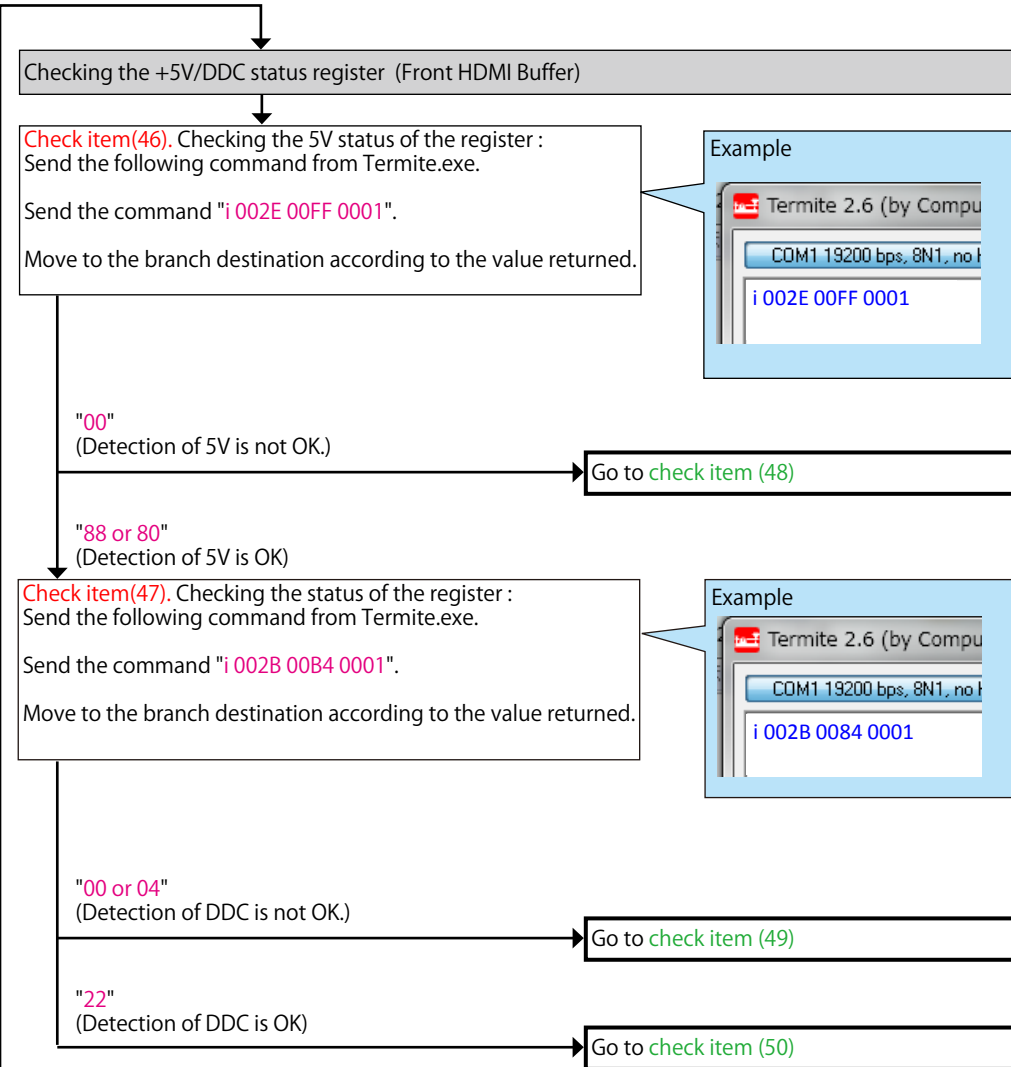 Checking the +5V/DDC status register (Front HDMI Buffer)
Check item(46). Checking the 5V status of the register :
Send the following command from Termite.exe.
Send the command "i 002E 00FF 0001".
Move to the branch destination according to the value returned.
Example
Termite 2.6 (by Compu
COM1 19200 bps, 8N1, no h
i 002E 00FF 0001
"00"
(Detection of 5V is not OK.)
Go to check item (48)
"88 or 80"
(Detection of 5V is OK)
Check item(47). Checking the status of the register :
Send the following command from Termite.exe.
Send the command "i 002B 00B4 0001".
Move to the branch destination according to the value returned.
Example
Termite 2.6 (by Compu
COM1 19200 bps, 8N1, no h
i 002B 0084 0001
"00 or 04"
(Detection of DDC is not OK.)
Go to check item (49)
"22"
(Detection of DDC is OK)
Go to check item (50)